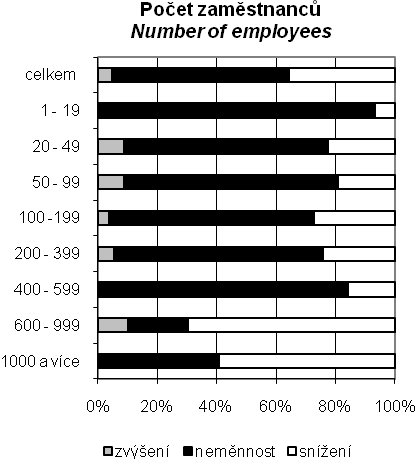 Počet zaměstnanců
Number of employees
celkem
1 - 19
20 - 49
50 - 99
100 -199
200 - 399
400 - 599
600 - 999
1000 a více
0% 20% 40% 60% 80% 100%
zvýšení neměnnost snížení